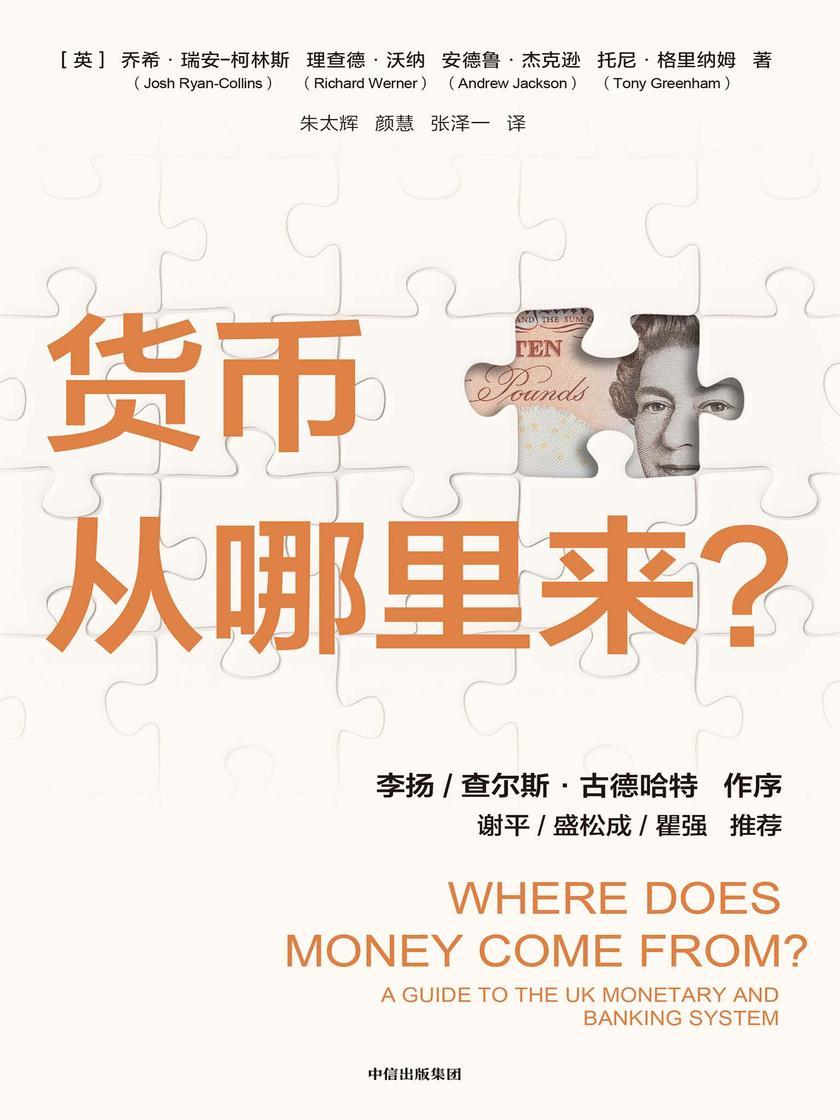 [英] 乔希·瑞安-柯林斯 理查德·沃纳 安德鲁·杰克逊 托尼·格里纳姆 著
（Josh Ryan-Collins） （Richard Werner） （Andrew Jackson） （Tony Greenham）
朱太辉 颜慧 张泽一 译
货币
AND THE SUM O
TEN
Pounds
从哪里来?
李扬 / 查尔斯·古德哈特 作序
谢平 / 盛松成 / 瞿强 推荐
WHERE DOES
MONEY COME FROM?
A GUIDE TO THE UK MONETARY AND
BANKING SYSTEM
中信出版集团